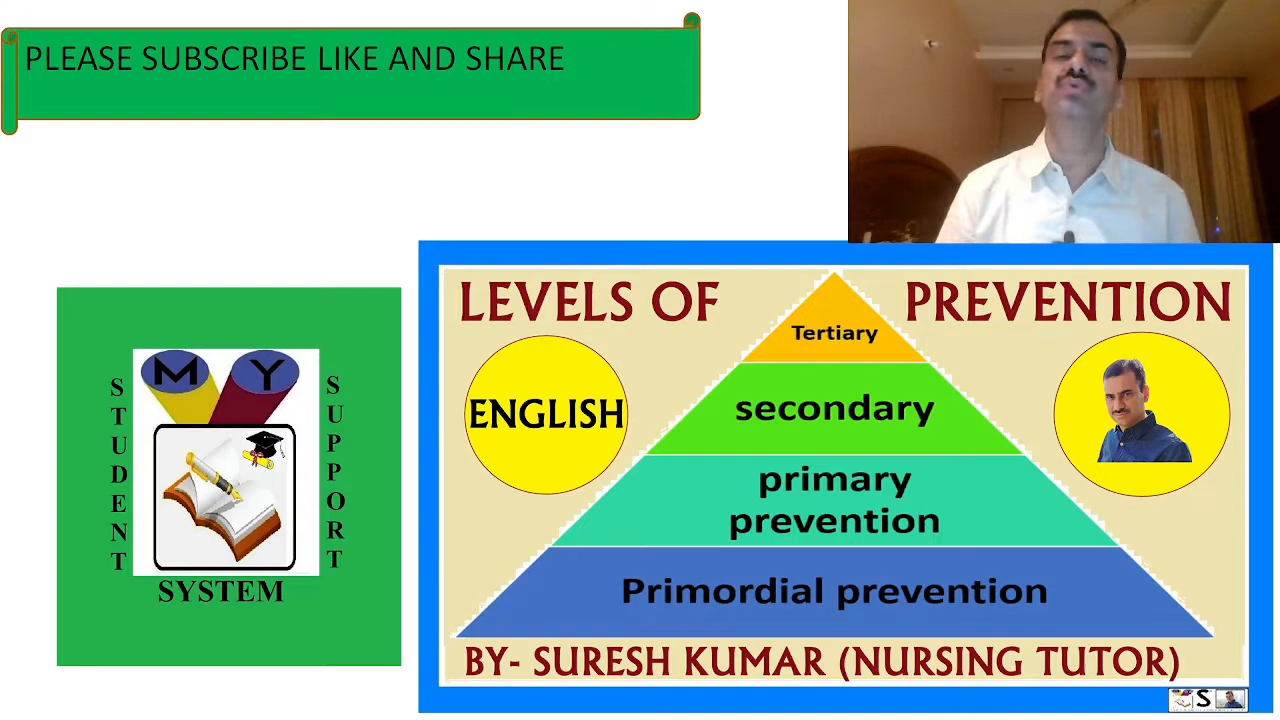 PLEASE SUBSCRIBE LIKE AND SHARE
LEVELS OF PREVENTION
Tertiary
ENGLISH
secondary
primary
prevention
Primordial prevention
BY- SURESH KUMAR (NURSING TUTOR)
M Y
STUDENT
SUPPORT
SYSTEM
S